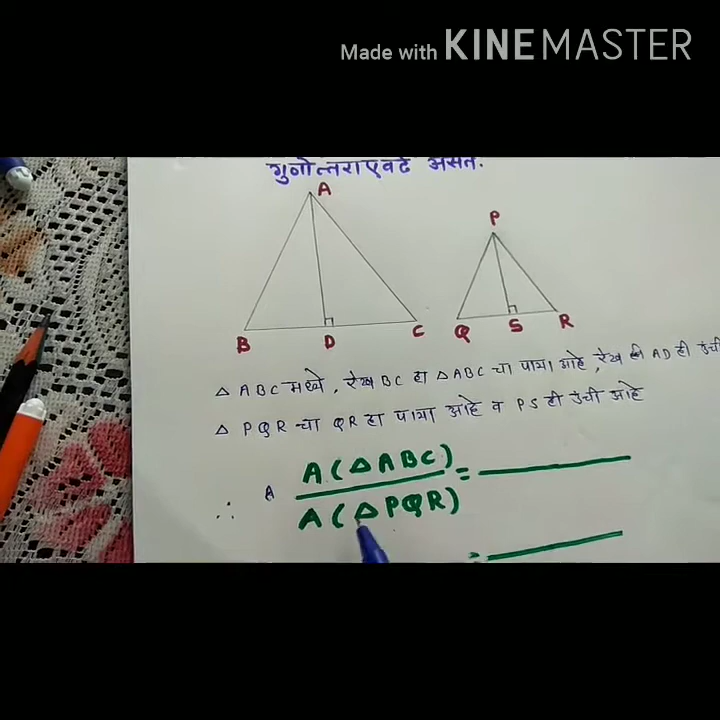 Made with KINEMASTER
गुणोत्तराएवढे असते.
A
P
B D C
Q S R
△ ABC मध्ये, रेख BC हा △ABC चा पाया आहे, रेख ही AD ही उंची
△ PQR चा QR हा पाया आहे व PS ही उंची आहे
∴ A A(△ABC) =
A(△PQR)
=